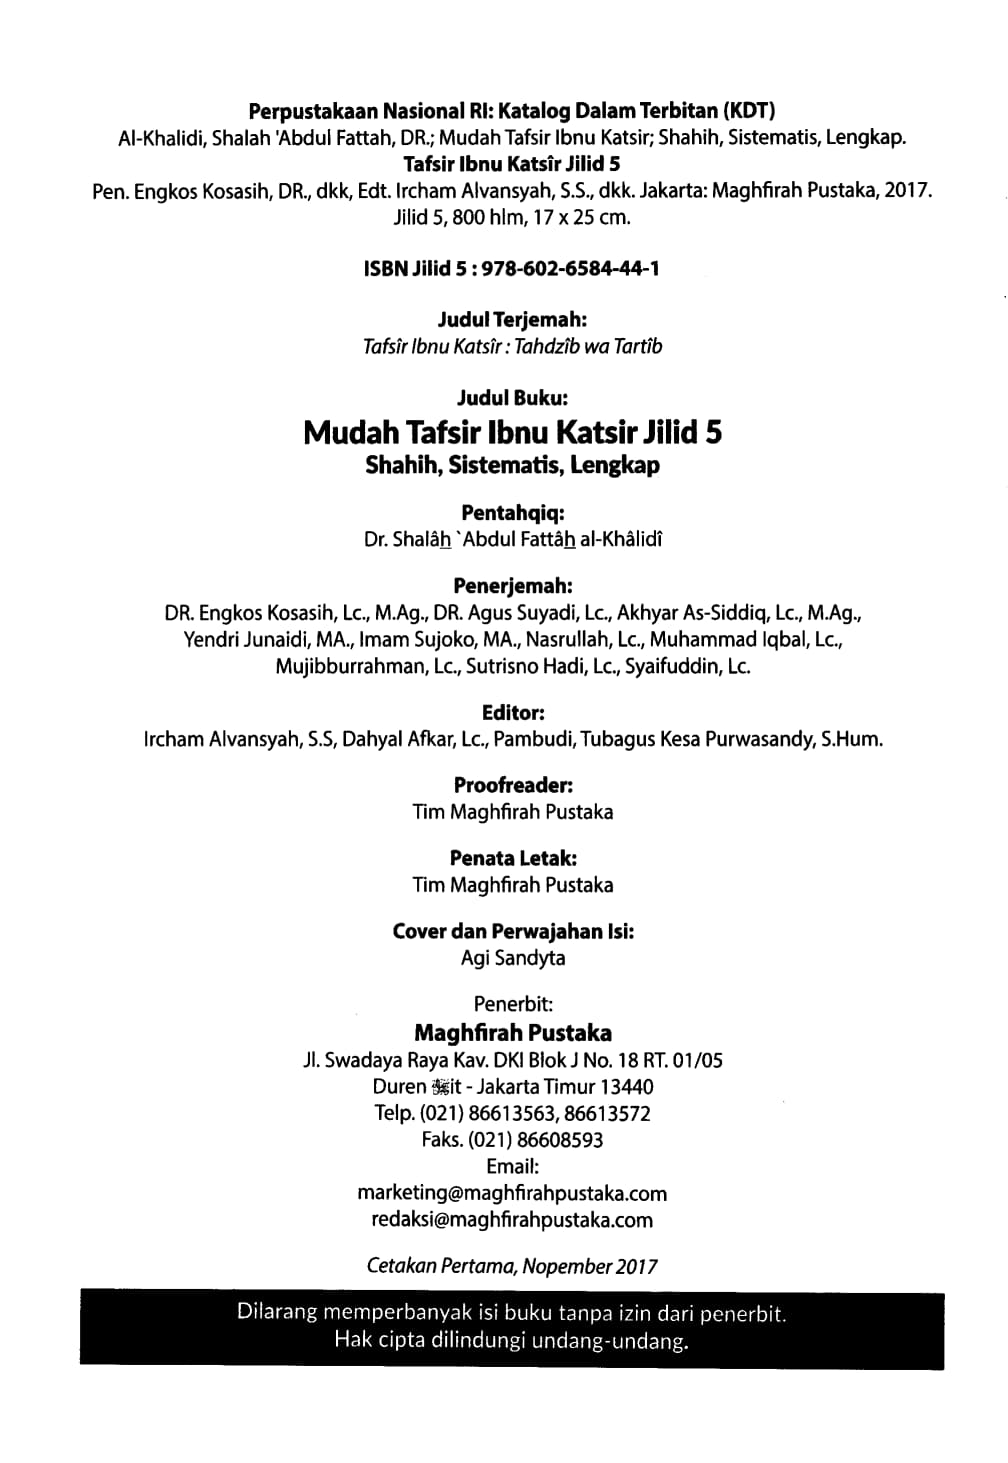 Perpustakaan Nasional RI: Katalog Dalam Terbitan (KDT)
Al-Khalidi, Shalah 'Abdul Fattah, DR.; Mudah Tafsir Ibnu Katsir; Shahih, Sistematis, Lengkap.
Tafsir Ibnu Katsîr Jilid 5
Pen. Engkos Kosasih, DR., dkk, Edt. Ircham Alvansyah, S.S., dkk. Jakarta: Maghfirah Pustaka, 2017.
Jilid 5, 800 hlm, 17 x 25 cm.
ISBN Jilid 5 : 978-602-6584-44-1
Judul Terjemah:
Tafsîr Ibnu Katsîr : Tahdzîb wa Tartîb
Judul Buku:
Mudah Tafsir Ibnu Katsir Jilid 5
Shahih, Sistematis, Lengkap
Pentahqiq:
Dr. Shalâh `Abdul Fattâh al-Khâlidî
Penerjemah:
DR. Engkos Kosasih, Lc., M.Ag., DR. Agus Suyadi, Lc., Akhyar As-Siddiq, Lc., M.Ag.,
Yendri Junaidi, MA., Imam Sujoko, MA., Nasrullah, Lc., Muhammad Iqbal, Lc.,
Mujibburrahman, Lc., Sutrisno Hadi, Lc., Syaifuddin, Lc.
Editor:
Ircham Alvansyah, S.S, Dahyal Afkar, Lc., Pambudi, Tubagus Kesa Purwasandy, S.Hum.
Proofreader:
Tim Maghfirah Pustaka
Penata Letak:
Tim Maghfirah Pustaka
Cover dan Perwajahan Isi:
Agi Sandyta
Penerbit:
Maghfirah Pustaka
Jl. Swadaya Raya Kav. DKI Blok J No. 18 RT. 01/05
Duren ﷺit - Jakarta Timur 13440
Telp. (021) 86613563, 86613572
Faks. (021) 86608593
Email:
marketing@maghfirahpustaka.com
redaksi@maghfirahpustaka.com
Cetakan Pertama, Nopember 2017
Dilarang memperbanyak isi buku tanpa izin dari penerbit.
Hak cipta dilindungi undang-undang.